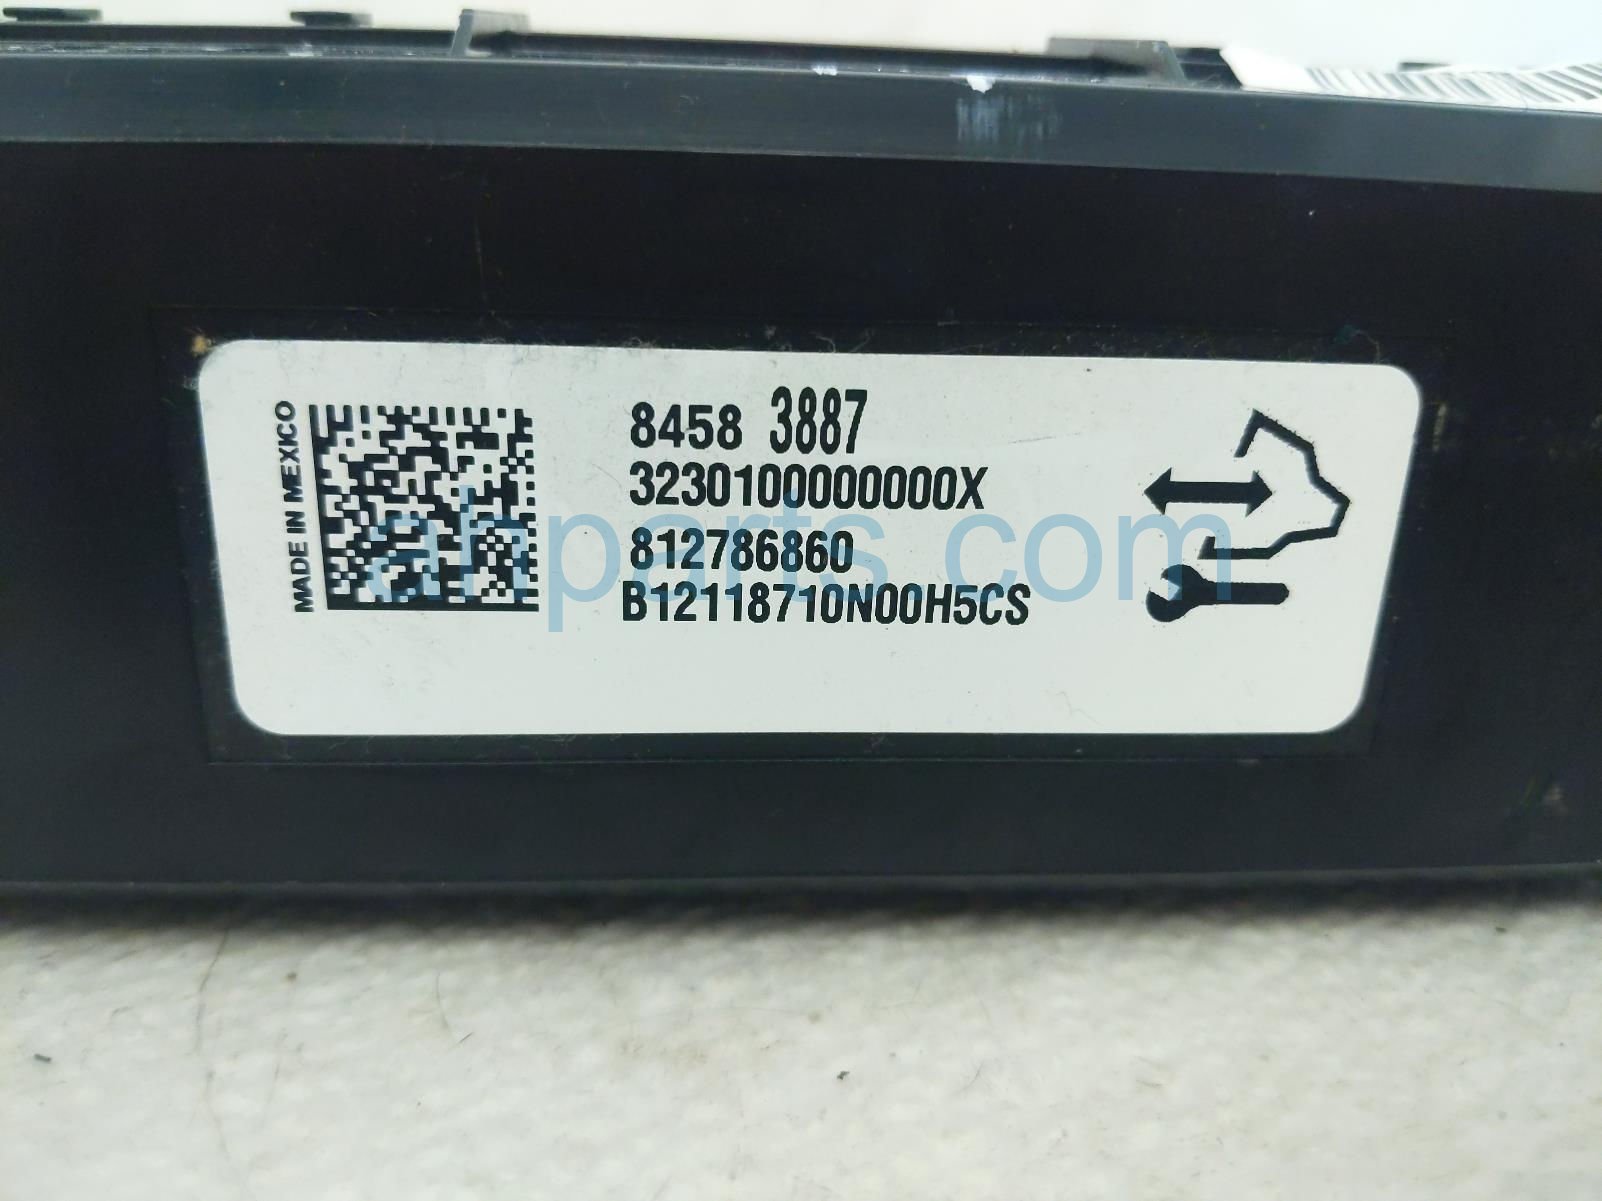 MADE IN MEXICO
8458 3887
3230100000000X
812786860
B12118710N00H5CS
ahparts.com